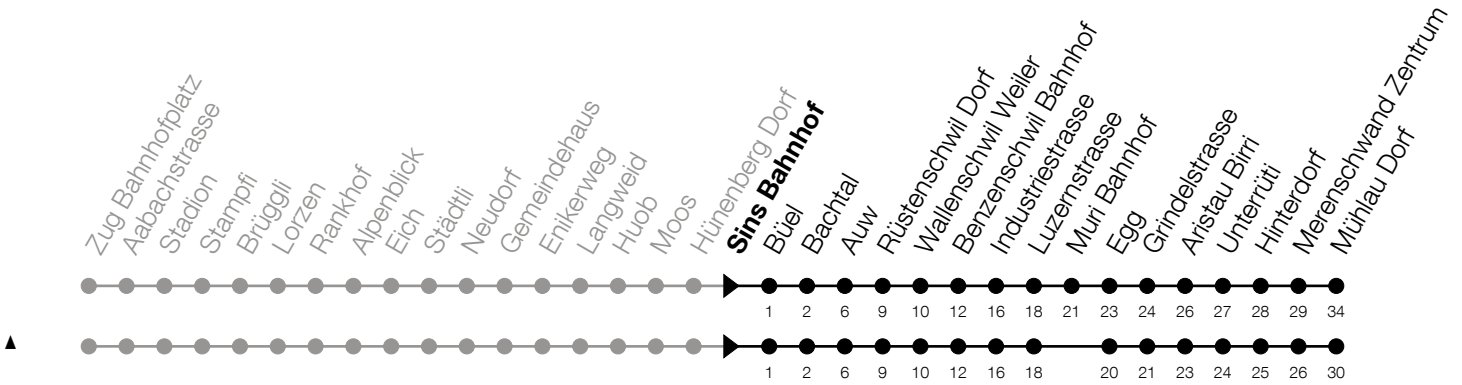 Zug Bahnhofplatz
Aabachstrasse
Stadion
Stampfi
Brüggli
Lorzen
Rankhof
Alpenblick
Eich
Städtli
Neudorf
Gemeindehaus
Enikerweg
Langweid
Huob
Moos
Hünenberg Dorf
Sins Bahnhof
Büel
Bachtal
Auw
Rüstenschwil Dorf
Wallenschwil Weiler
Benzenschwil Bahnhof
Industriestrasse
Luzernstrasse
Muri Bahnhof
Egg
Grindelstrasse
Aristau Birri
Unterrüti
Hinterdorf
Merenschwand Zentrum
Mühlau Dorf
1 2 6 9 10 12 16 18 21 23 24 26 27 28 29 34
1 2 6 9 10 12 16 18 20 21 23 24 25 26 30